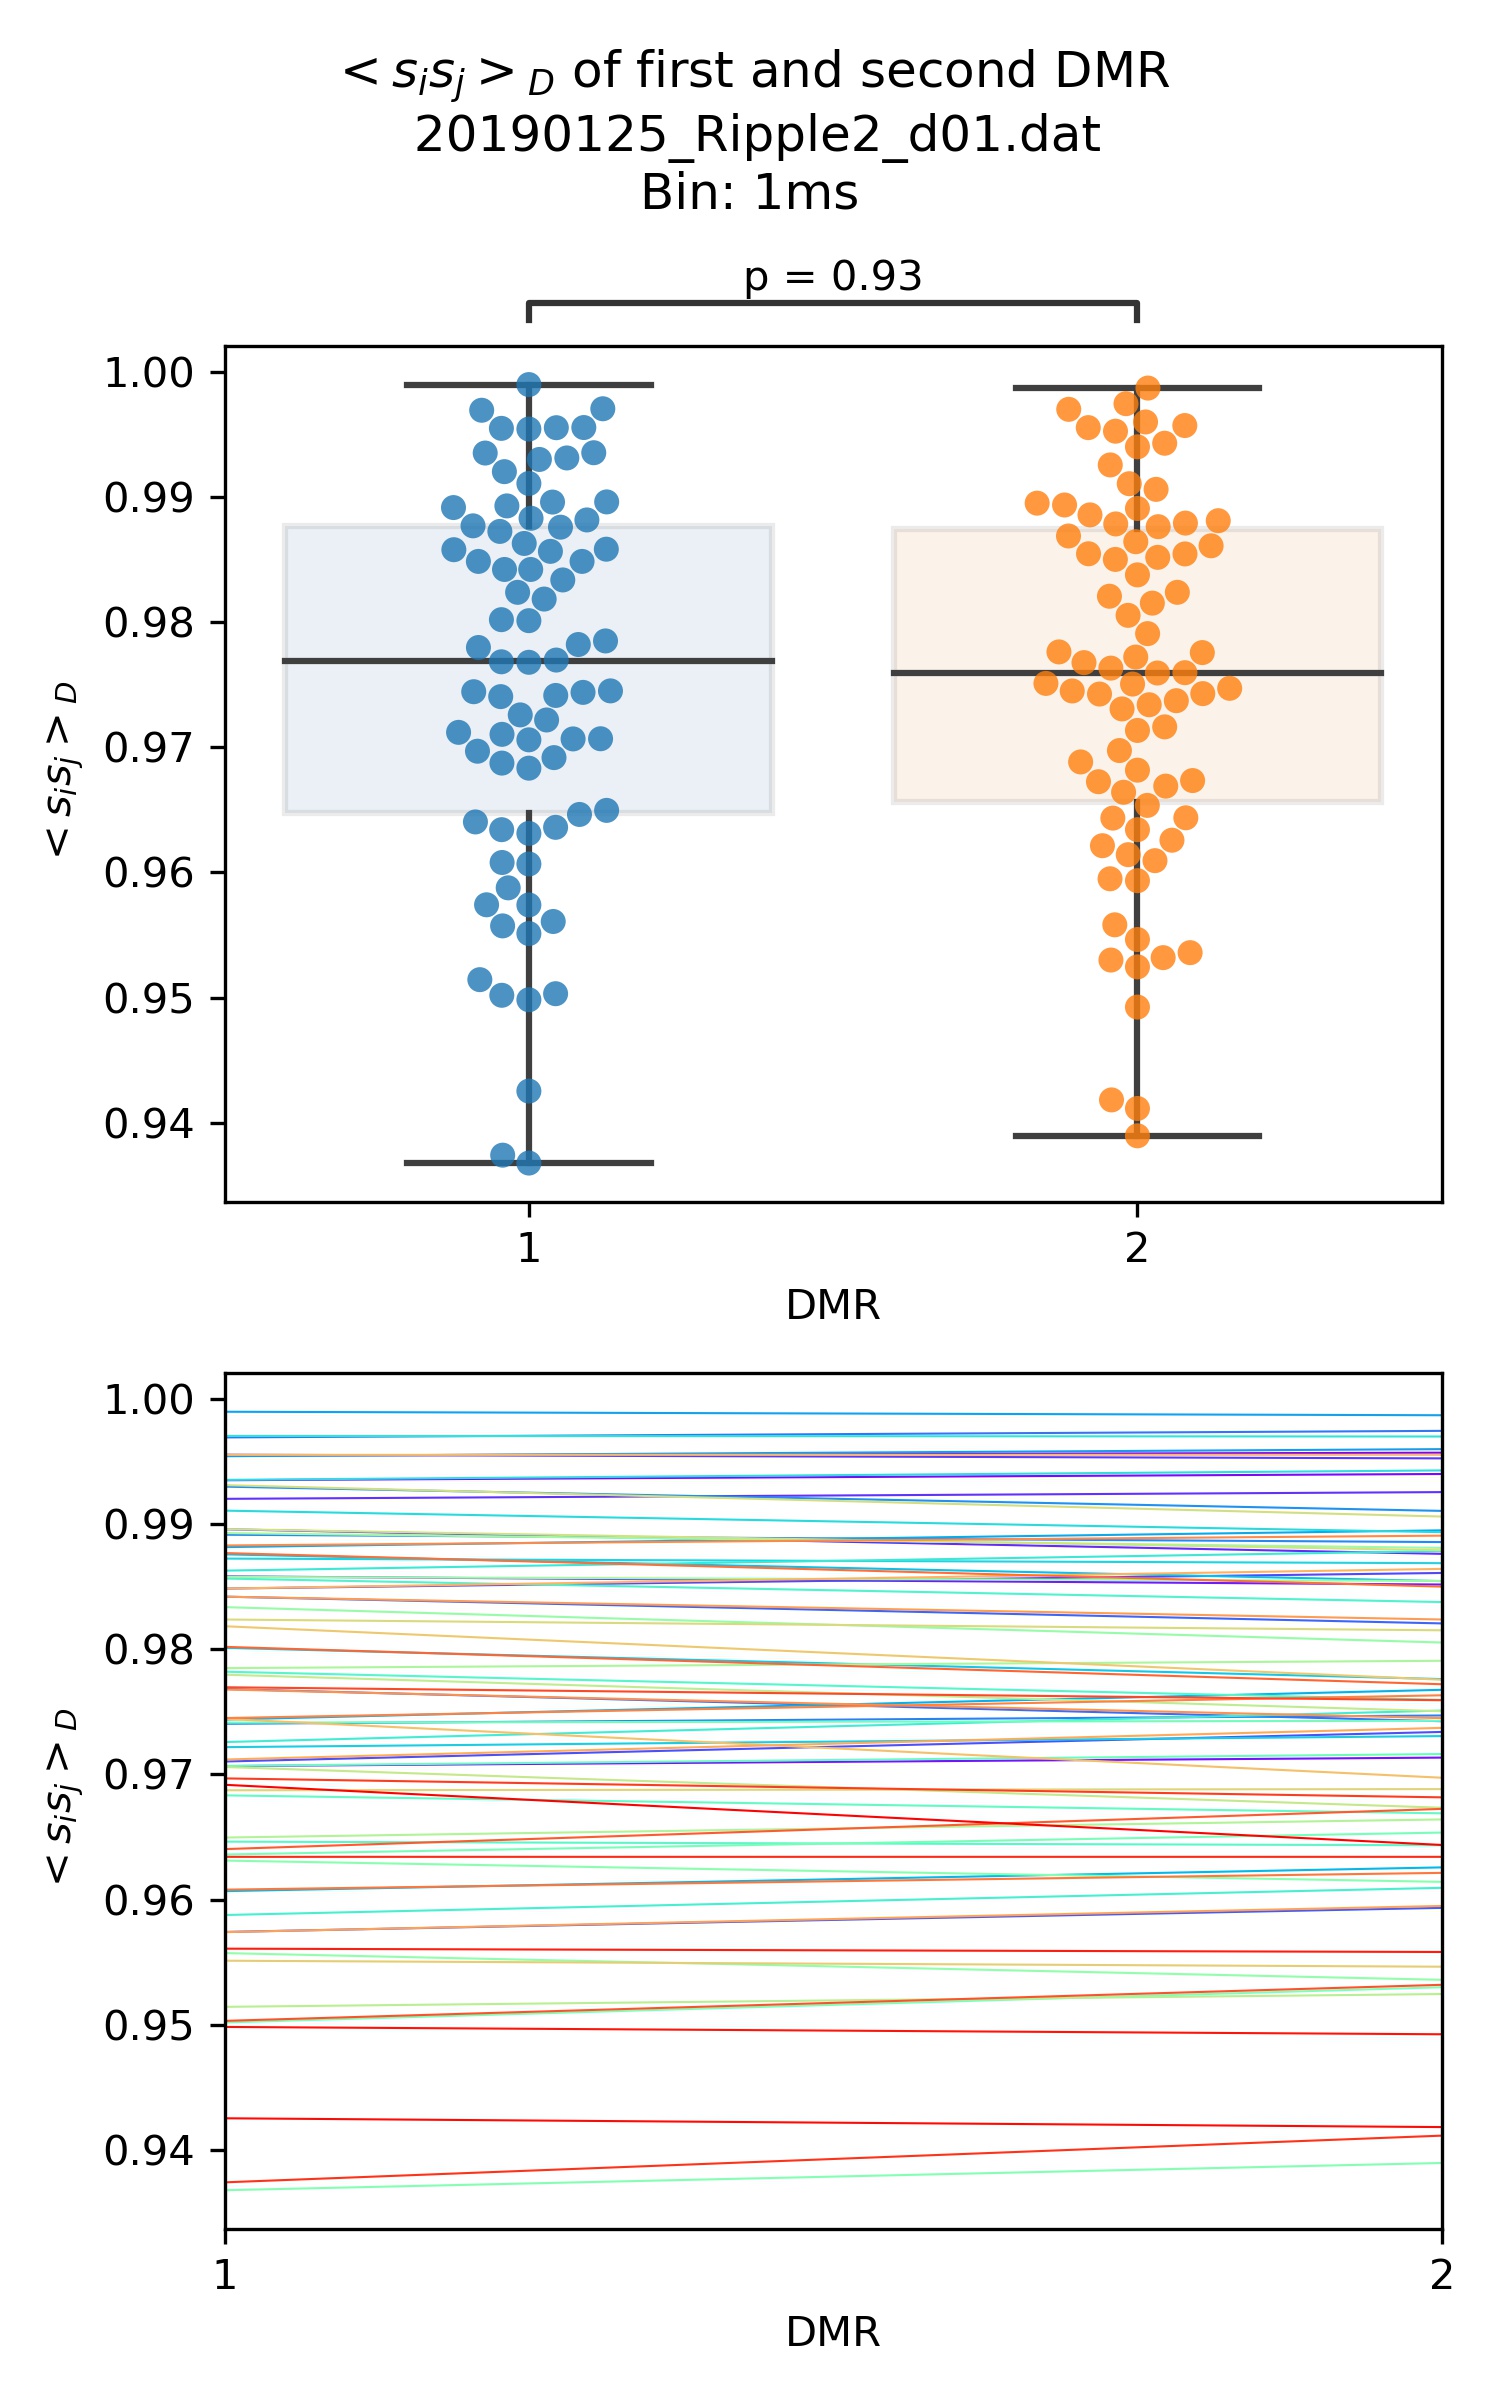 < s_i s_j >_D of first and second DMR
20190125_Ripple2_d01.dat
Bin: 1ms
p = 0.93
1.00
0.99
0.98
0.97
0.96
0.95
0.94
< s_i s_j >_D
1 2
DMR
1.00
0.99
0.98
0.97
0.96
0.95
0.94
< s_i s_j >_D
1 2
DMR